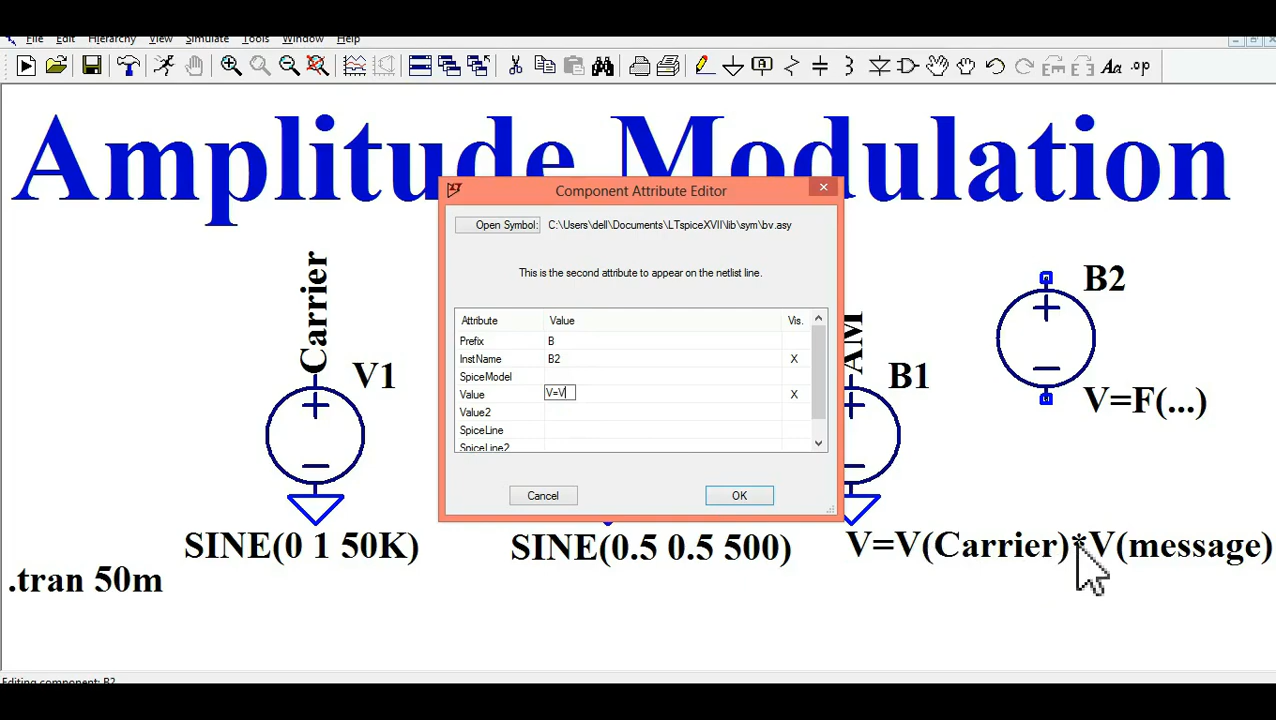 File Edit Hierarchy View Simulate Tools Window Help
Aa .op
Amplitude Modulation
Component Attribute Editor
Open Symbol: C:\Users\dell\Documents\LTspiceXVII\lib\sym\bv.asy
This is the second attribute to appear on the netlist line.
Attribute Value Vis.
Prefix B
InstName B2 X
SpiceModel
Value V=V X
Value2
SpiceLine
SpiceLine2
Cancel OK
Carrier
V1
SINE(0 1 50K)
.tran 50m
SINE(0.5 0.5 500)
AM
B1
V=V(Carrier)*V(message)
B2
V=F(...)
Editing component: B2